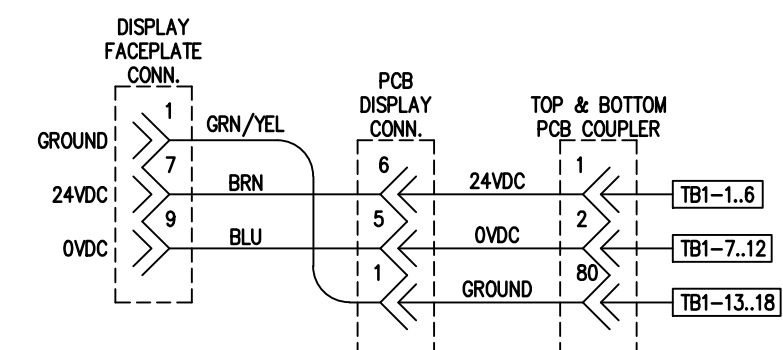 DISPLAY
FACEPLATE
CONN.
PCB
DISPLAY
CONN.
TOP & BOTTOM
PCB COUPLER
1
GRN/YEL
GROUND
7
BRN
6
24VDC
1
24VDC
TB1-1..6
9
BLU
5
0VDC
2
0VDC
TB1-7..12
1
GROUND
80
TB1-13..18